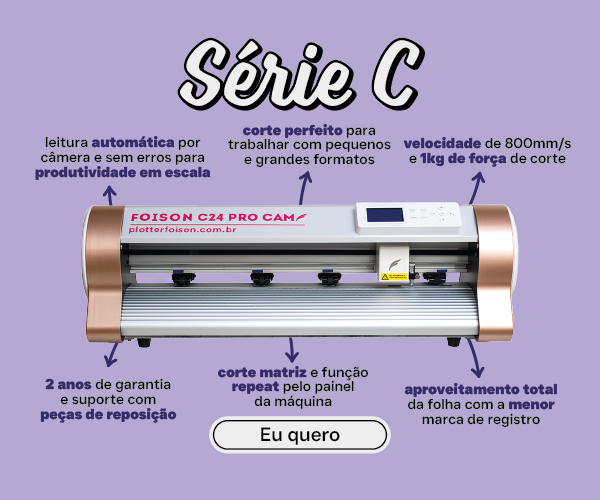 Série C
leitura automática por
câmera e sem erros para
produtividade em escala
corte perfeito para
trabalhar com pequenos
e grandes formatos
velocidade de 800mm/s
e 1kg de força de corte
FOISON C24 PRO CAM
plotterfoison.com.br
2 anos de garantia
e suporte com
peças de reposição
corte matriz e função
repeat pelo painel
da máquina
aproveitamento total
da folha com a menor
marca de registro
Eu quero